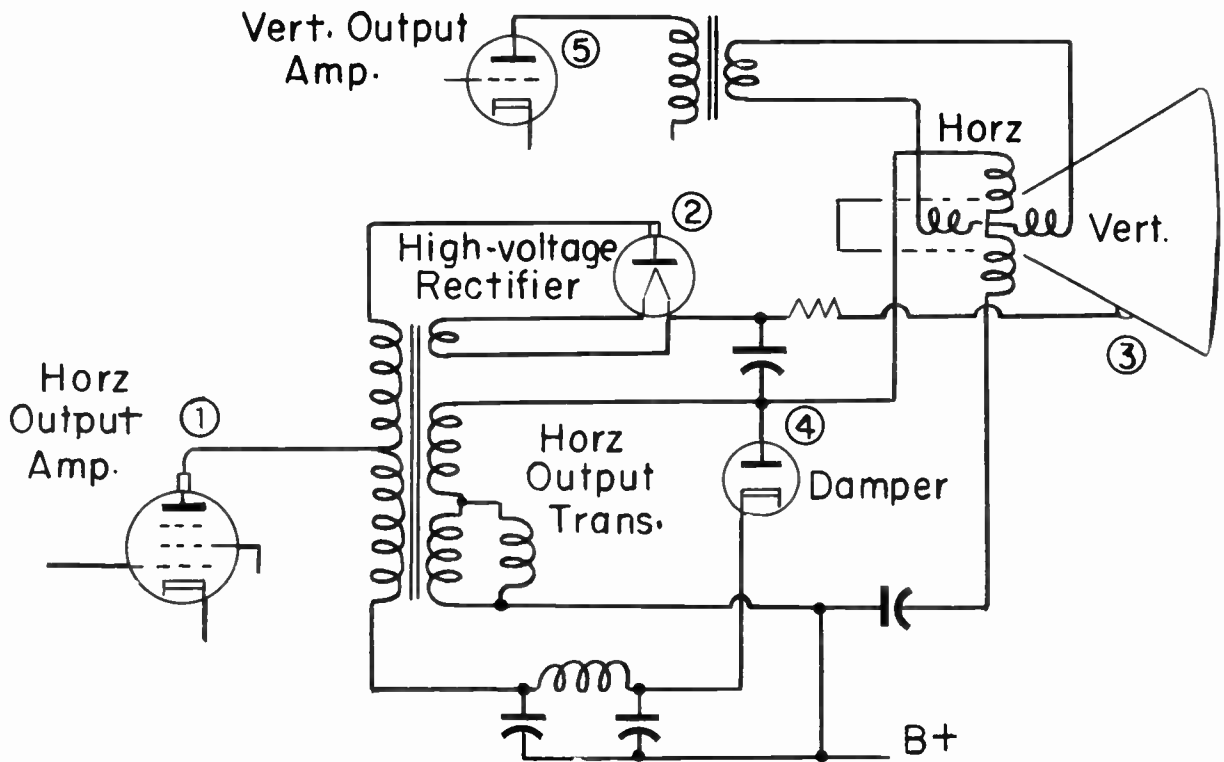 Vert. Output
Amp.
⑤
Horz
Vert.
②
High-voltage
Rectifier
③
Horz
Output
Amp.
①
Horz
Output
Trans.
④
Damper
B+